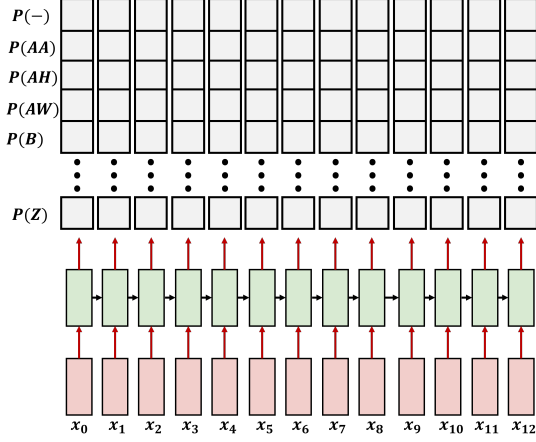 P(−)
P(AA)
P(AH)
P(AW)
P(B)
P(Z)
x₀ x₁ x₂ x₃ x₄ x₅ x₆ x₇ x₈ x₉ x₁₀ x₁₁ x₁₂